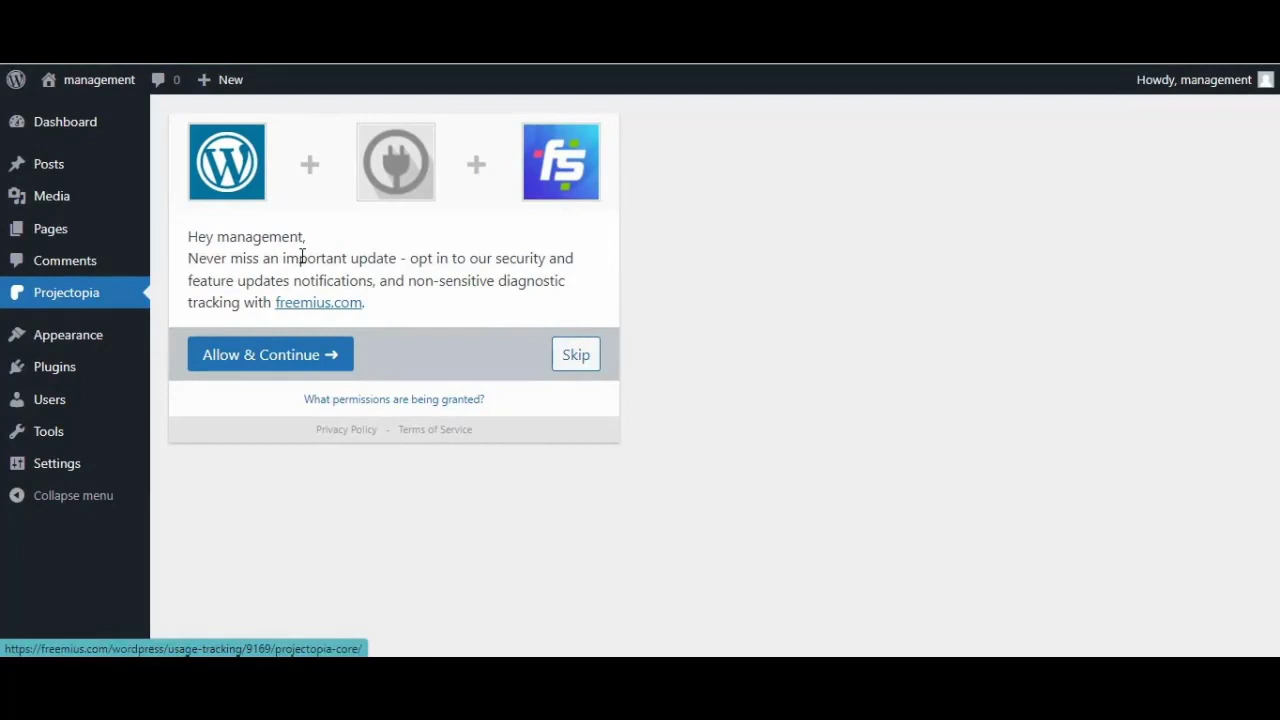 management
0
New
Howdy, management
Dashboard
Posts
Media
Pages
Comments
Projectopia
Appearance
Plugins
Users
Tools
Settings
Collapse menu
W
fs
Hey management,
Never miss an important update - opt in to our security and
feature updates notifications, and non-sensitive diagnostic
tracking with freemius.com.
Allow & Continue ➜
Skip
What permissions are being granted?
Privacy Policy - Terms of Service
https://freemius.com/wordpress/usage-tracking/9169/projectopia-core/